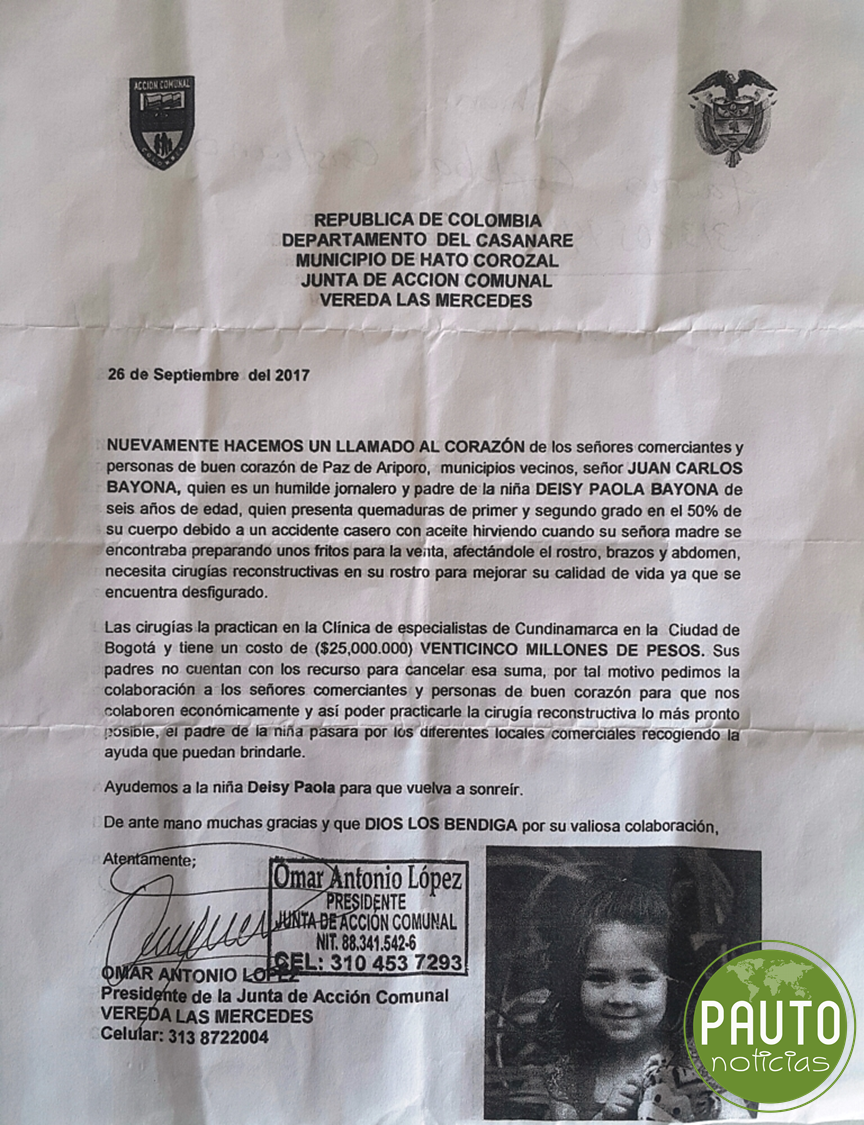 ACCION COMUNAL
COLOMBIA
REPUBLICA DE COLOMBIA
DEPARTAMENTO DEL CASANARE
MUNICIPIO DE HATO COROZAL
JUNTA DE ACCION COMUNAL
VEREDA LAS MERCEDES
26 de Septiembre del 2017
NUEVAMENTE HACEMOS UN LLAMADO AL CORAZÓN de los señores comerciantes y
personas de buen corazón de Paz de Ariporo, municipios vecinos, señor JUAN CARLOS
BAYONA, quien es un humilde jornalero y padre de la niña DEISY PAOLA BAYONA de
seis años de edad, quien presenta quemaduras de primer y segundo grado en el 50% de
su cuerpo debido a un accidente casero con aceite hirviendo cuando su señora madre se
encontraba preparando unos fritos para la venta, afectándole el rostro, brazos y abdomen,
necesita cirugías reconstructivas en su rostro para mejorar su calidad de vida ya que se
encuentra desfigurado.
Las cirugías la practican en la Clínica de especialistas de Cundinamarca en la Ciudad de
Bogotá y tiene un costo de ($25,000.000) VENTICINCO MILLONES DE PESOS. Sus
padres no cuentan con los recurso para cancelar esa suma, por tal motivo pedimos la
colaboración a los señores comerciantes y personas de buen corazón para que nos
colaboren económicamente y así poder practicarle la cirugía reconstructiva lo más pronto
posible, el padre de la niña pasara por los diferentes locales comerciales recogiendo la
ayuda que puedan brindarle.
Ayudemos a la niña Deisy Paola para que vuelva a sonreír.
De ante mano muchas gracias y que DIOS LOS BENDIGA por su valiosa colaboración,
Atentamente;
Omar Antonio López
PRESIDENTE
JUNTA DE ACCIÓN COMUNAL
NIT. 88.341.542-6
CEL: 310 453 7293
OMAR ANTONIO LOPEZ
Presidente de la Junta de Acción Comunal
VEREDA LAS MERCEDES
Celular: 313 8722004
PAUTO
noticias